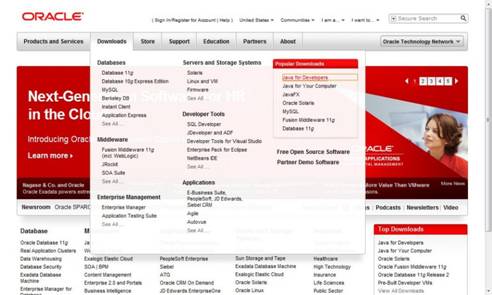 ORACLE
( Sign In/Register for Account | Help ) United States Communities I am a... I want to... Secure Search
Products and Services Downloads Store Support Education Partners About Oracle Technology Network
Databases
Database 11g
Database 10g Express Edition
MySQL
Berkeley DB
Instant Client
Application Express
See All ...
Middleware
Fusion Middleware 11g
(incl. WebLogic)
JRockit
SOA Suite
See All ...
Enterprise Management
Enterprise Manager
Application Testing Suite
See All ...
Servers and Storage Systems
Solaris
Linux and VM
Firmware
See All ...
Developer Tools
SQL Developer
JDeveloper and ADF
Developer Tools for Visual Studio
Enterprise Pack for Eclipse
NetBeans IDE
See All ...
Applications
E-Business Suite,
PeopleSoft, JD Edwards,
Siebel CRM
Agile
Autovue
See All ...
Popular Downloads
Java for Developers
Java for Your Computer
JavaFX
Oracle Solaris
MySQL
Fusion Middleware 11g
Database 11g
Free Open Source Software
Partner Demo Software
1 2 3 4 5
Next-Gen
in the Clo
Introducing Orac
Learn more
ORACLE
APPLICATIONS
Nagase & Co. and Oracle
Oracle Exadata powers extre
More Value Then VMware
More News
Newsroom Oracle SPARC
Podcasts | Newsletters | Video
Database
Oracle Database 11g
Real Application Clusters
Data Warehousing
Database Security
Exadata Database
Machine
Enterprise Manager for
Oracle Exalogic Elastic Cloud
SOA | BPM
Content Management
Enterprise 2.0 and Portals
Business Intelligence
PeopleSoft Enterprise
Siebel
ATG
Oracle CRM On Demand
JD Edwards EnterpriseOne
Sun Storage and Tape
Exadata Database Machine
Exalogic Elastic Cloud
Oracle Solaris
Oracle Linux
Healthcare
High Technology
Insurance
Life Sciences
Public Sector
Top Downloads
Java for Developers
Java for Your Computer
Oracle Solaris
Oracle Fusion Middleware 11g
Oracle Database 11g Release 2
Pre-Built Developer VMs
View All Downloads